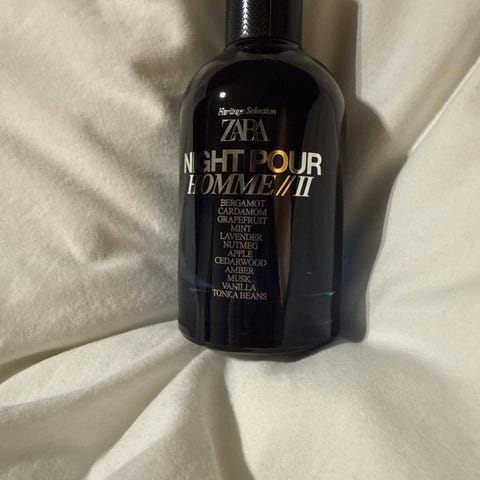 Heritage Selection
ZARA
NIGHT POUR
HOMME // II
BERGAMOT
CARDAMOM
GRAPEFRUIT
MINT
LAVENDER
NUTMEG
APPLE
CEDARWOOD
AMBER
MUSK
VANILLA
TONKA BEANS